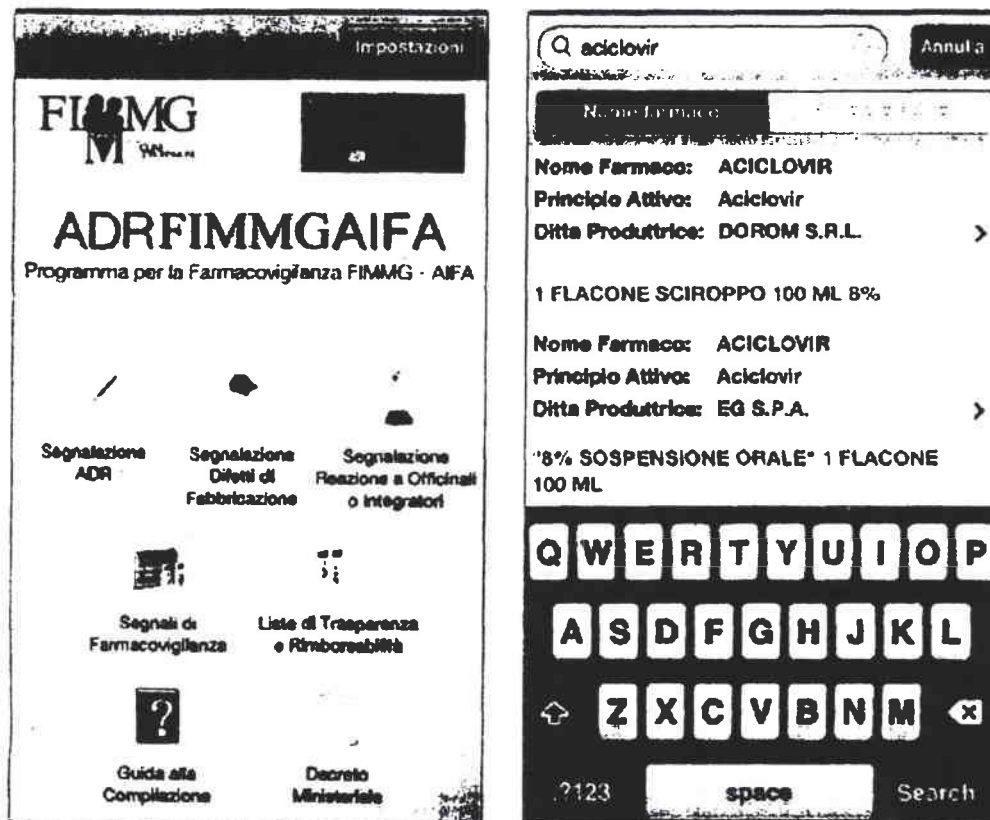 Impostazioni
FIMMG
ADRFIMMGAIFA
Programma per la Farmacovigilanza FIMMG - AIFA
Segnalazione
ADR
Segnalazione
Difetti di
Fabbricazione
Segnalazione
Reazione a Officinali
o Integratori
Segnali di
Farmacovigilanza
Liste di Trasparenza
e Rimborsabilità
?
Guida alla
Compilazione
Decreto
Ministeriale
aciclovir
Annulla
Nome farmaco
Nome Farmaco: ACICLOVIR
Principio Attivo: Aciclovir
Ditta Produttrice: DOROM S.R.L. >
1 FLACONE SCIROPPO 100 ML 8%
Nome Farmaco: ACICLOVIR
Principio Attivo: Aciclovir
Ditta Produttrice: EG S.P.A. >
"8% SOSPENSIONE ORALE" 1 FLACONE
100 ML
Q W E R T Y U I O P
A S D F G H J K L
Z X C V B N M
.?123 space Search